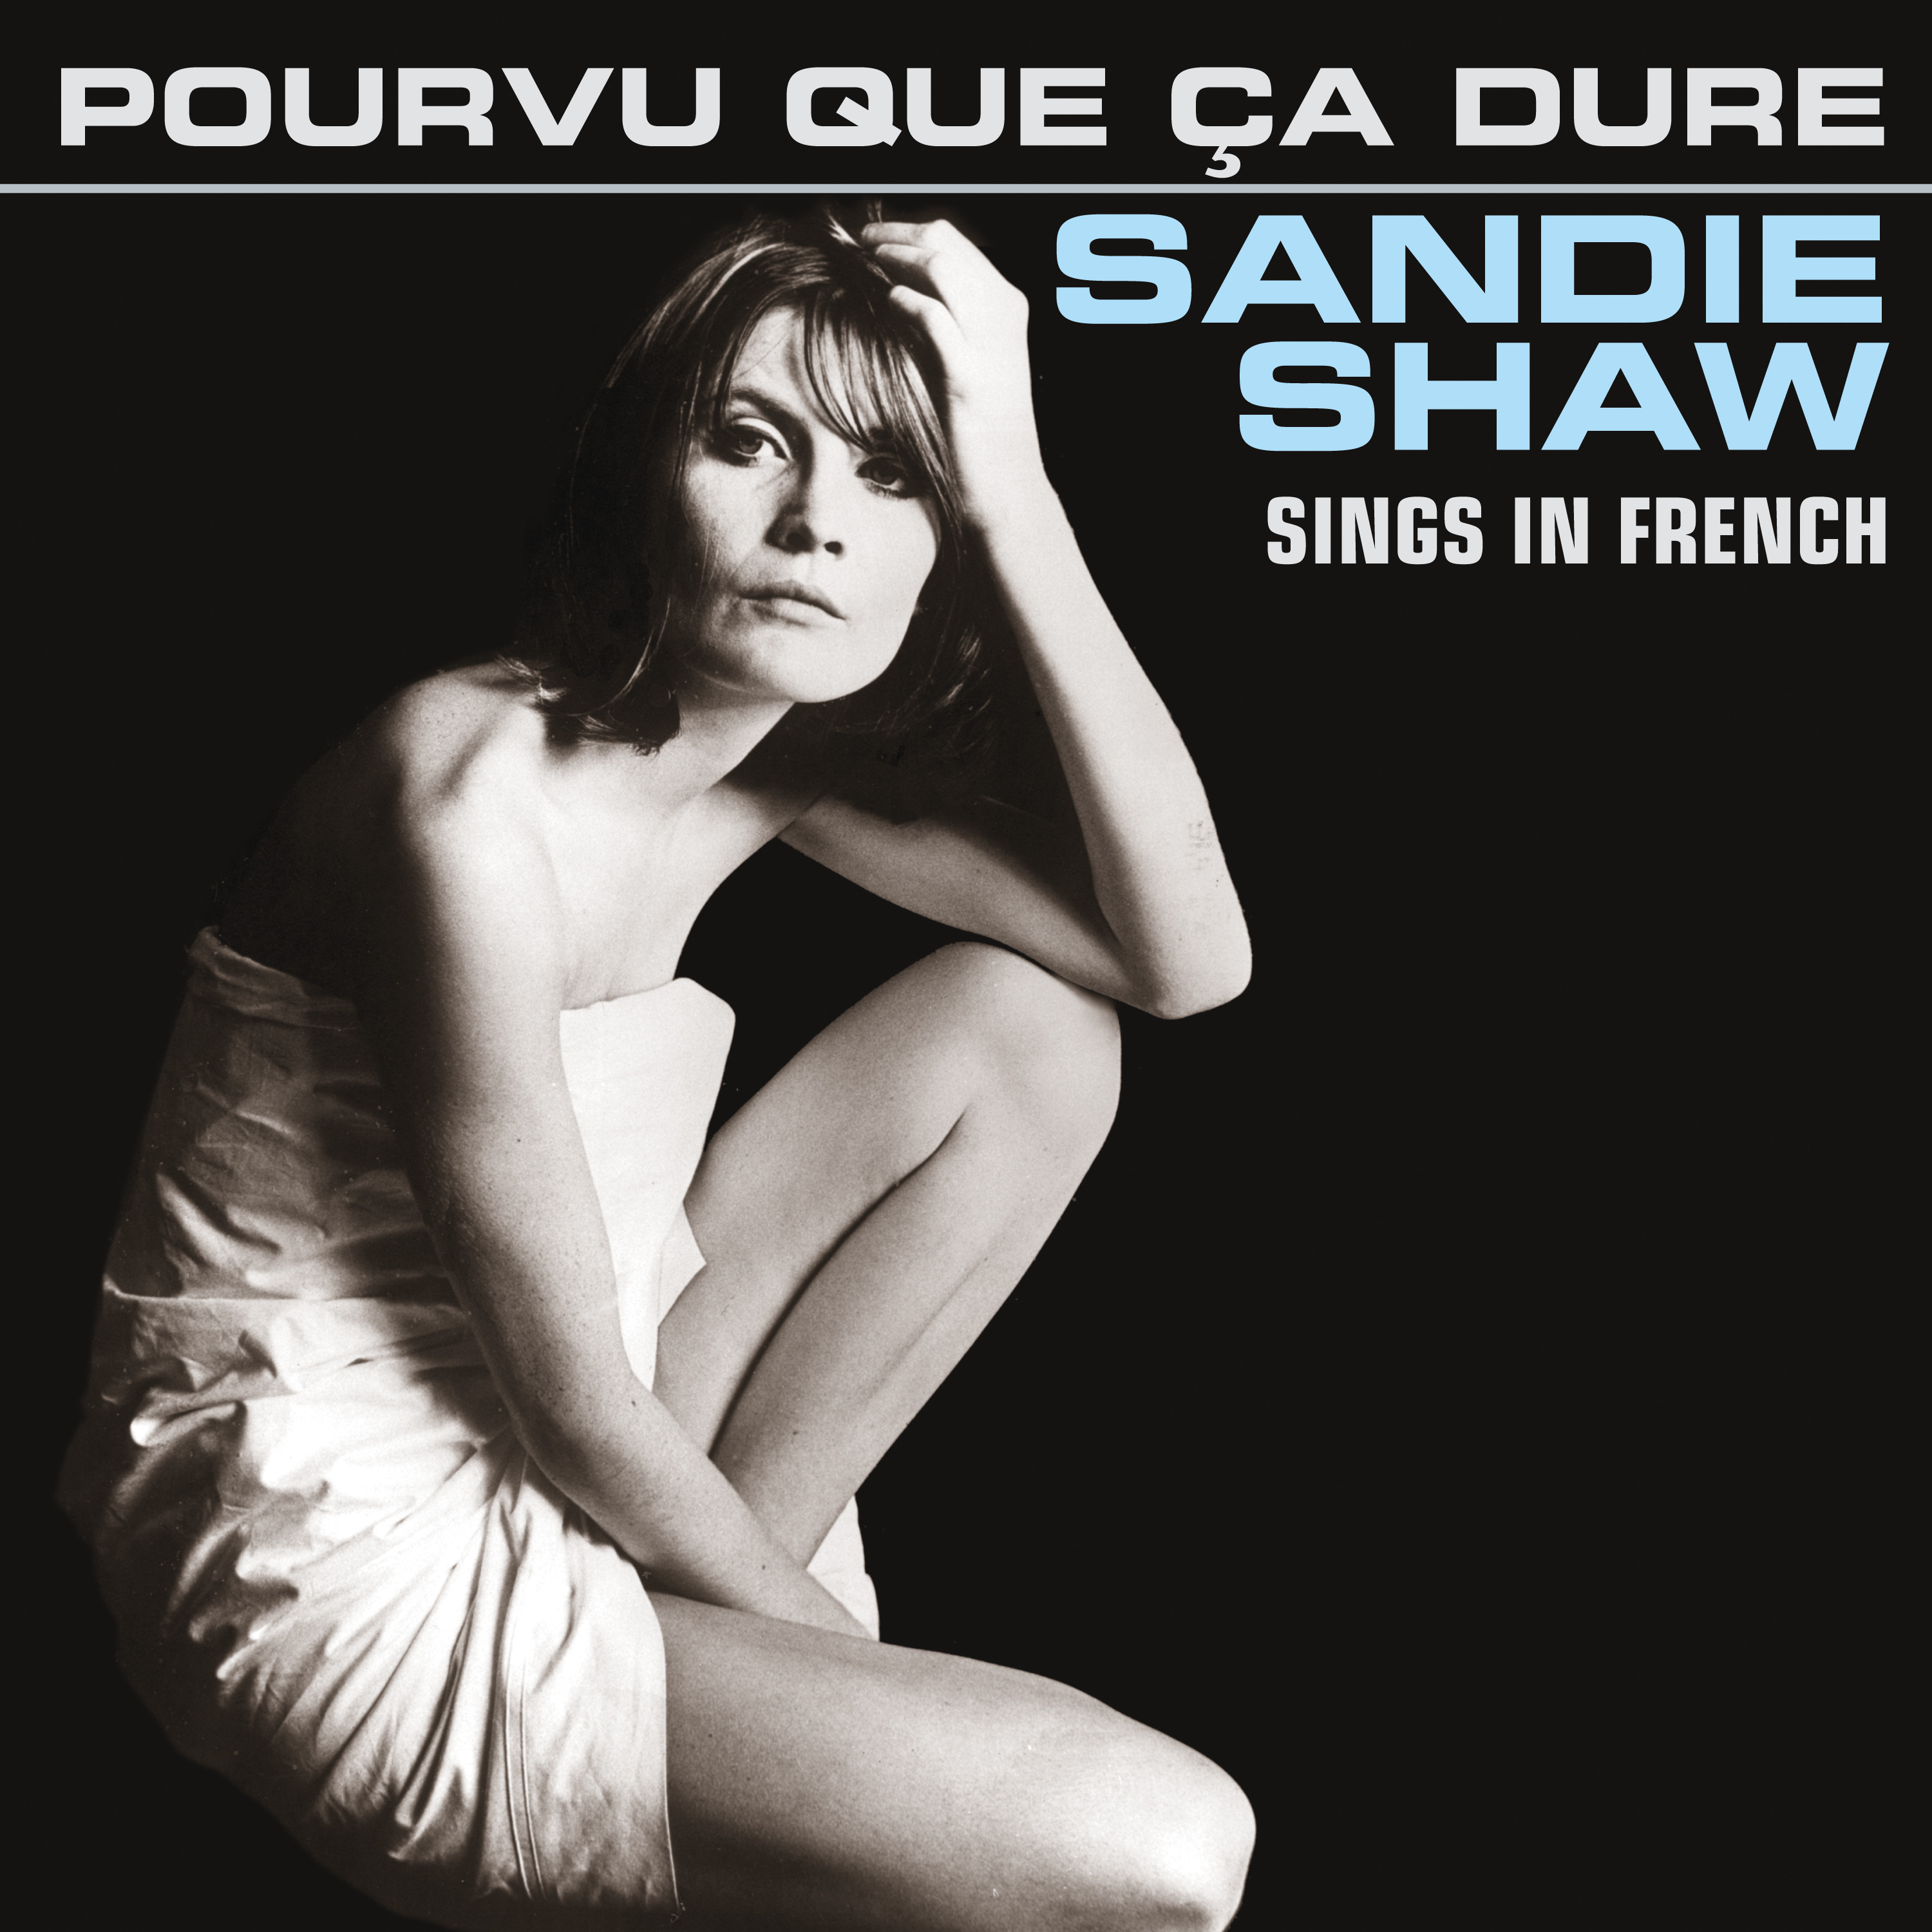 POURVU QUE ÇA DURE
SANDIE
SHAW
SINGS IN FRENCH